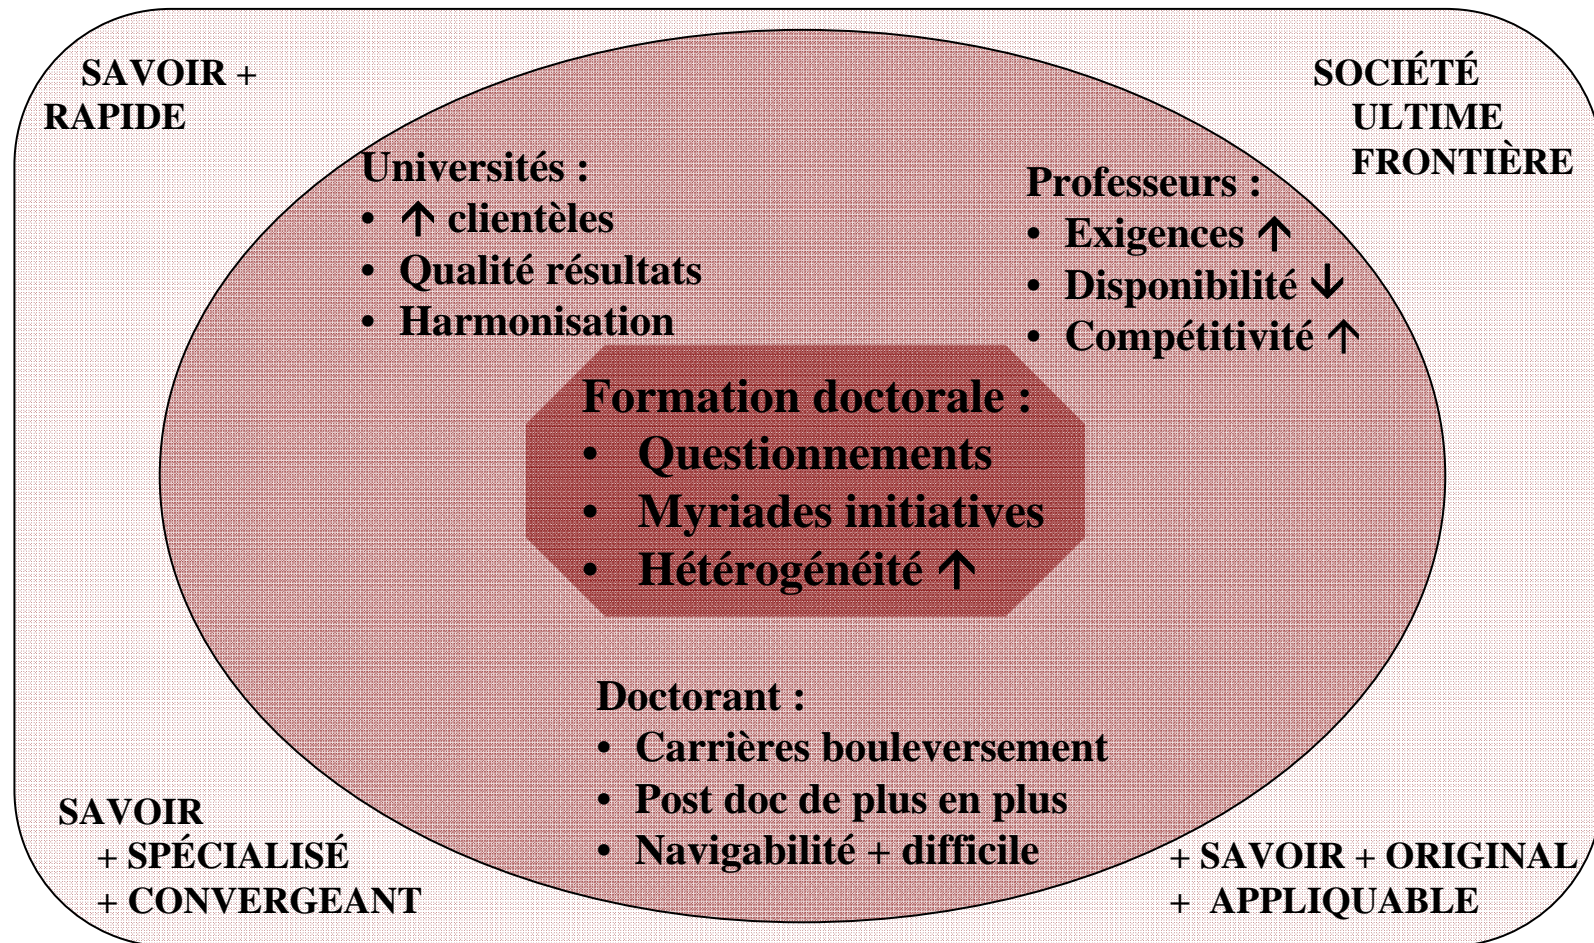 SAVOIR +
RAPIDE
SOCIÉTÉ
ULTIME
FRONTIÈRE
Universités :
• ↑ clientèles
• Qualité résultats
• Harmonisation
Professeurs :
• Exigences ↑
• Disponibilité ↓
• Compétitivité ↑
Formation doctorale :
• Questionnements
• Myriades initiatives
• Hétérogénéité ↑
Doctorant :
• Carrières bouleversement
• Post doc de plus en plus
• Navigabilité + difficile
SAVOIR
+ SPÉCIALISÉ
+ CONVERGEANT
+ SAVOIR + ORIGINAL
+ APPLIQUABLE